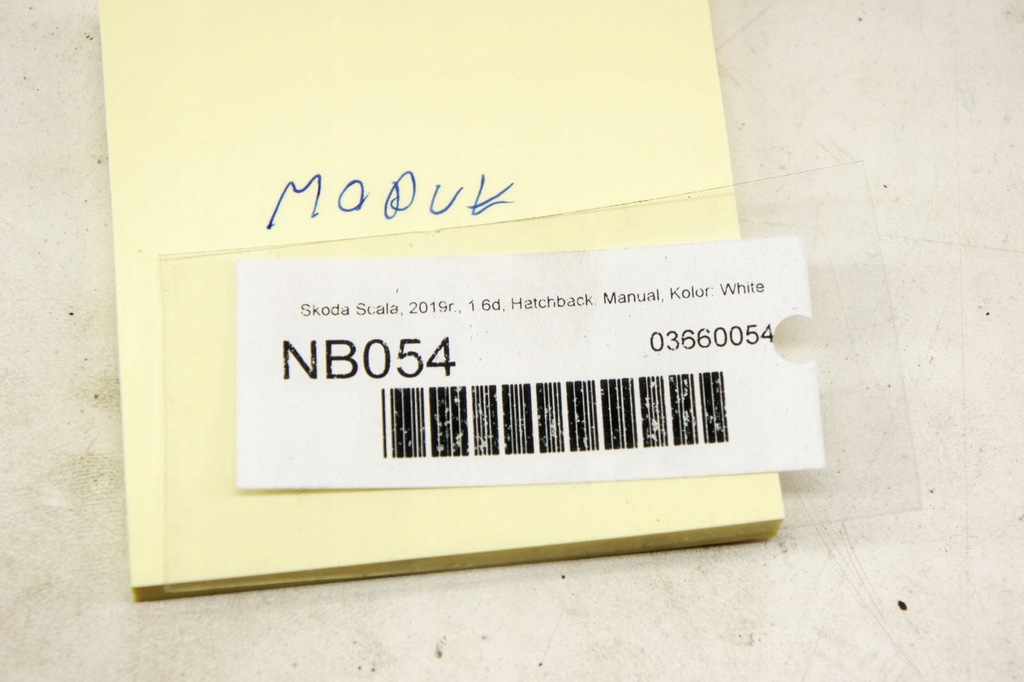 MODUŁ
Skoda Scala, 2019r., 1.6d, Hatchback, Manual, Kolor: White
NB054
03660054